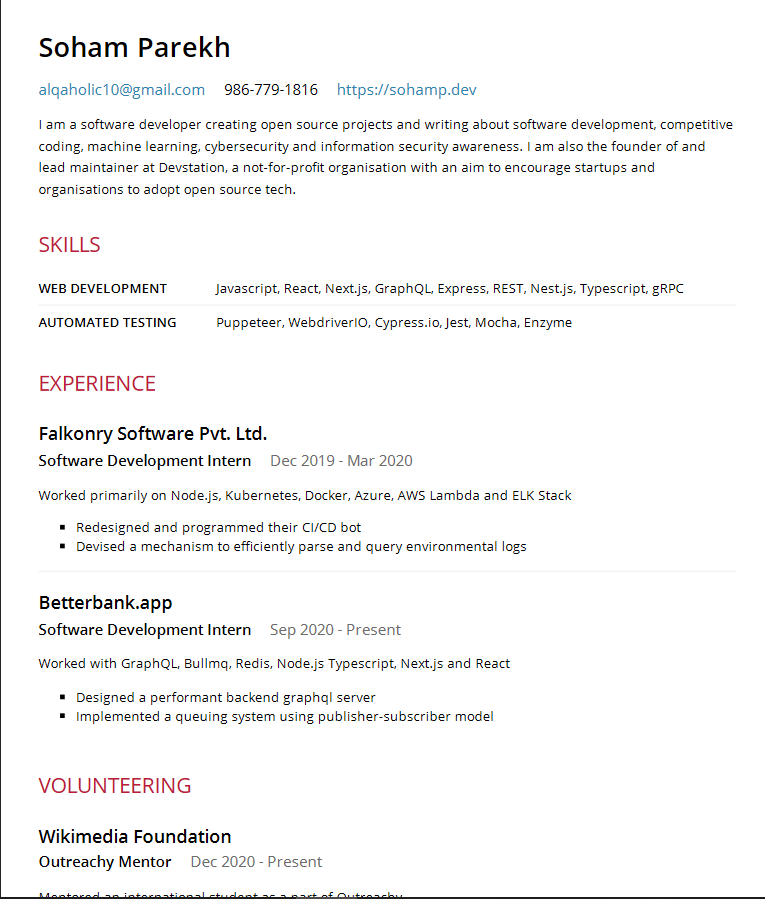 Soham Parekh
alqaholic10@gmail.com 986-779-1816 https://sohamp.dev
I am a software developer creating open source projects and writing about software development, competitive
coding, machine learning, cybersecurity and information security awareness. I am also the founder of and
lead maintainer at Devstation, a not-for-profit organisation with an aim to encourage startups and
organisations to adopt open source tech.
SKILLS
WEB DEVELOPMENT Javascript, React, Next.js, GraphQL, Express, REST, Nest.js, Typescript, gRPC
AUTOMATED TESTING Puppeteer, WebdriverIO, Cypress.io, Jest, Mocha, Enzyme
EXPERIENCE
Falkonry Software Pvt. Ltd.
Software Development Intern Dec 2019 - Mar 2020
Worked primarily on Node.js, Kubernetes, Docker, Azure, AWS Lambda and ELK Stack
▪ Redesigned and programmed their CI/CD bot
▪ Devised a mechanism to efficiently parse and query environmental logs
Betterbank.app
Software Development Intern Sep 2020 - Present
Worked with GraphQL, Bullmq, Redis, Node.js Typescript, Next.js and React
▪ Designed a performant backend graphql server
▪ Implemented a queuing system using publisher-subscriber model
VOLUNTEERING
Wikimedia Foundation
Outreachy Mentor Dec 2020 - Present
Mentored an international student as a part of Outreachy